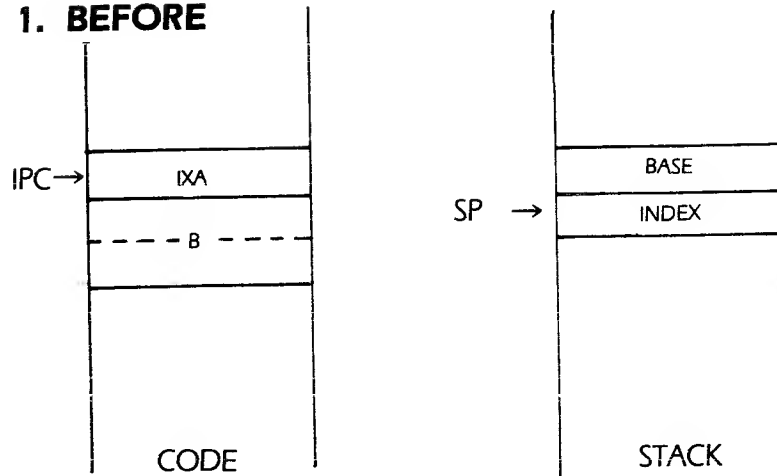 1. BEFORE
IPC→ IXA BASE
SP → INDEX
B
CODE STACK